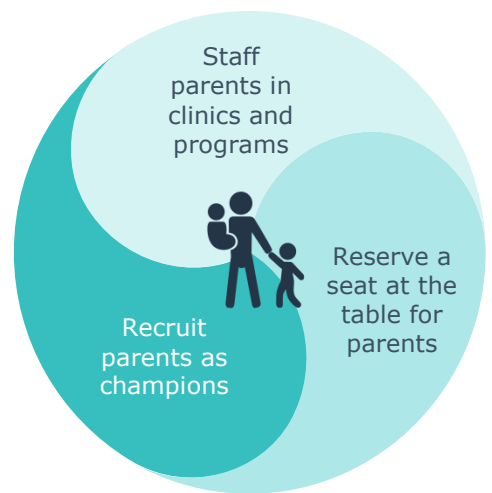 Staff
parents in
clinics and
programs
Reserve a
seat at the
table for
parents
Recruit
parents as
champions